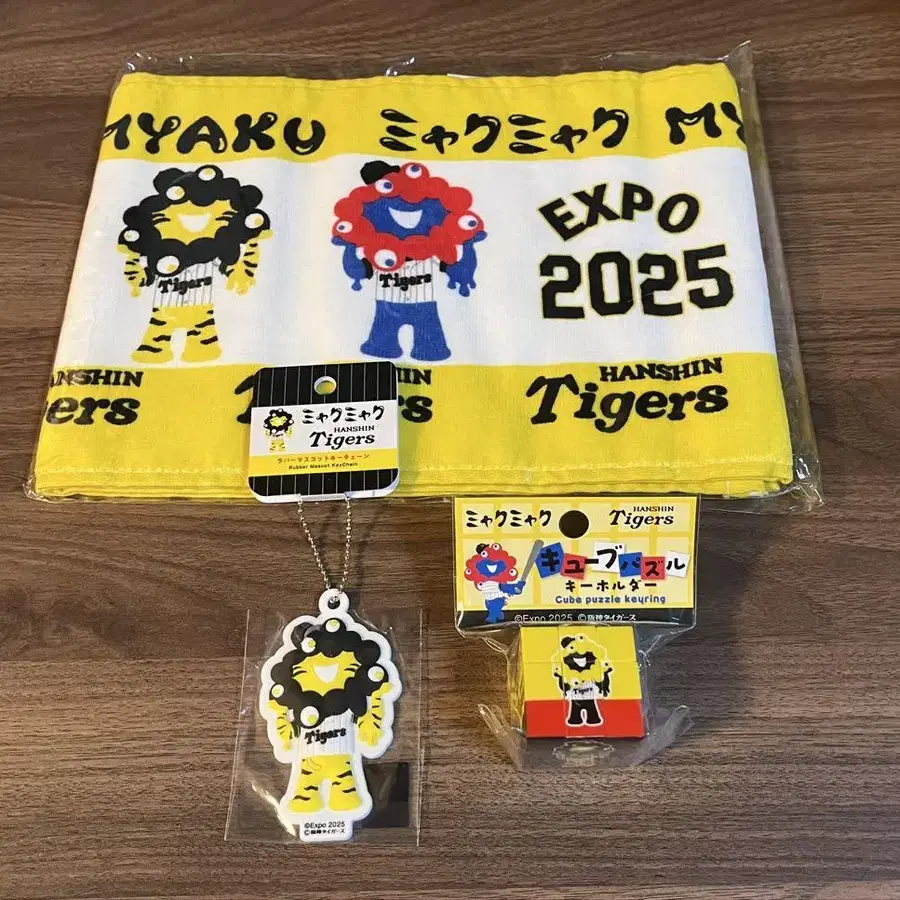 MYAKU ミャクミャク MY
Tigers
Tigers
EXPO
2025
HANSHIN
Tigers
HANSHIN
Tigers
ミャクミャク
HANSHIN
Tigers
ラバーマスコットキーチェーン
Rubber Mascot KeyChain
ミャクミャク
HANSHIN
Tigers
キューブパズル
キーホルダー
Cube puzzle keyring
©Expo 2025 ©阪神タイガース
Tigers
Tigers
©Expo 2025
©阪神タイガース